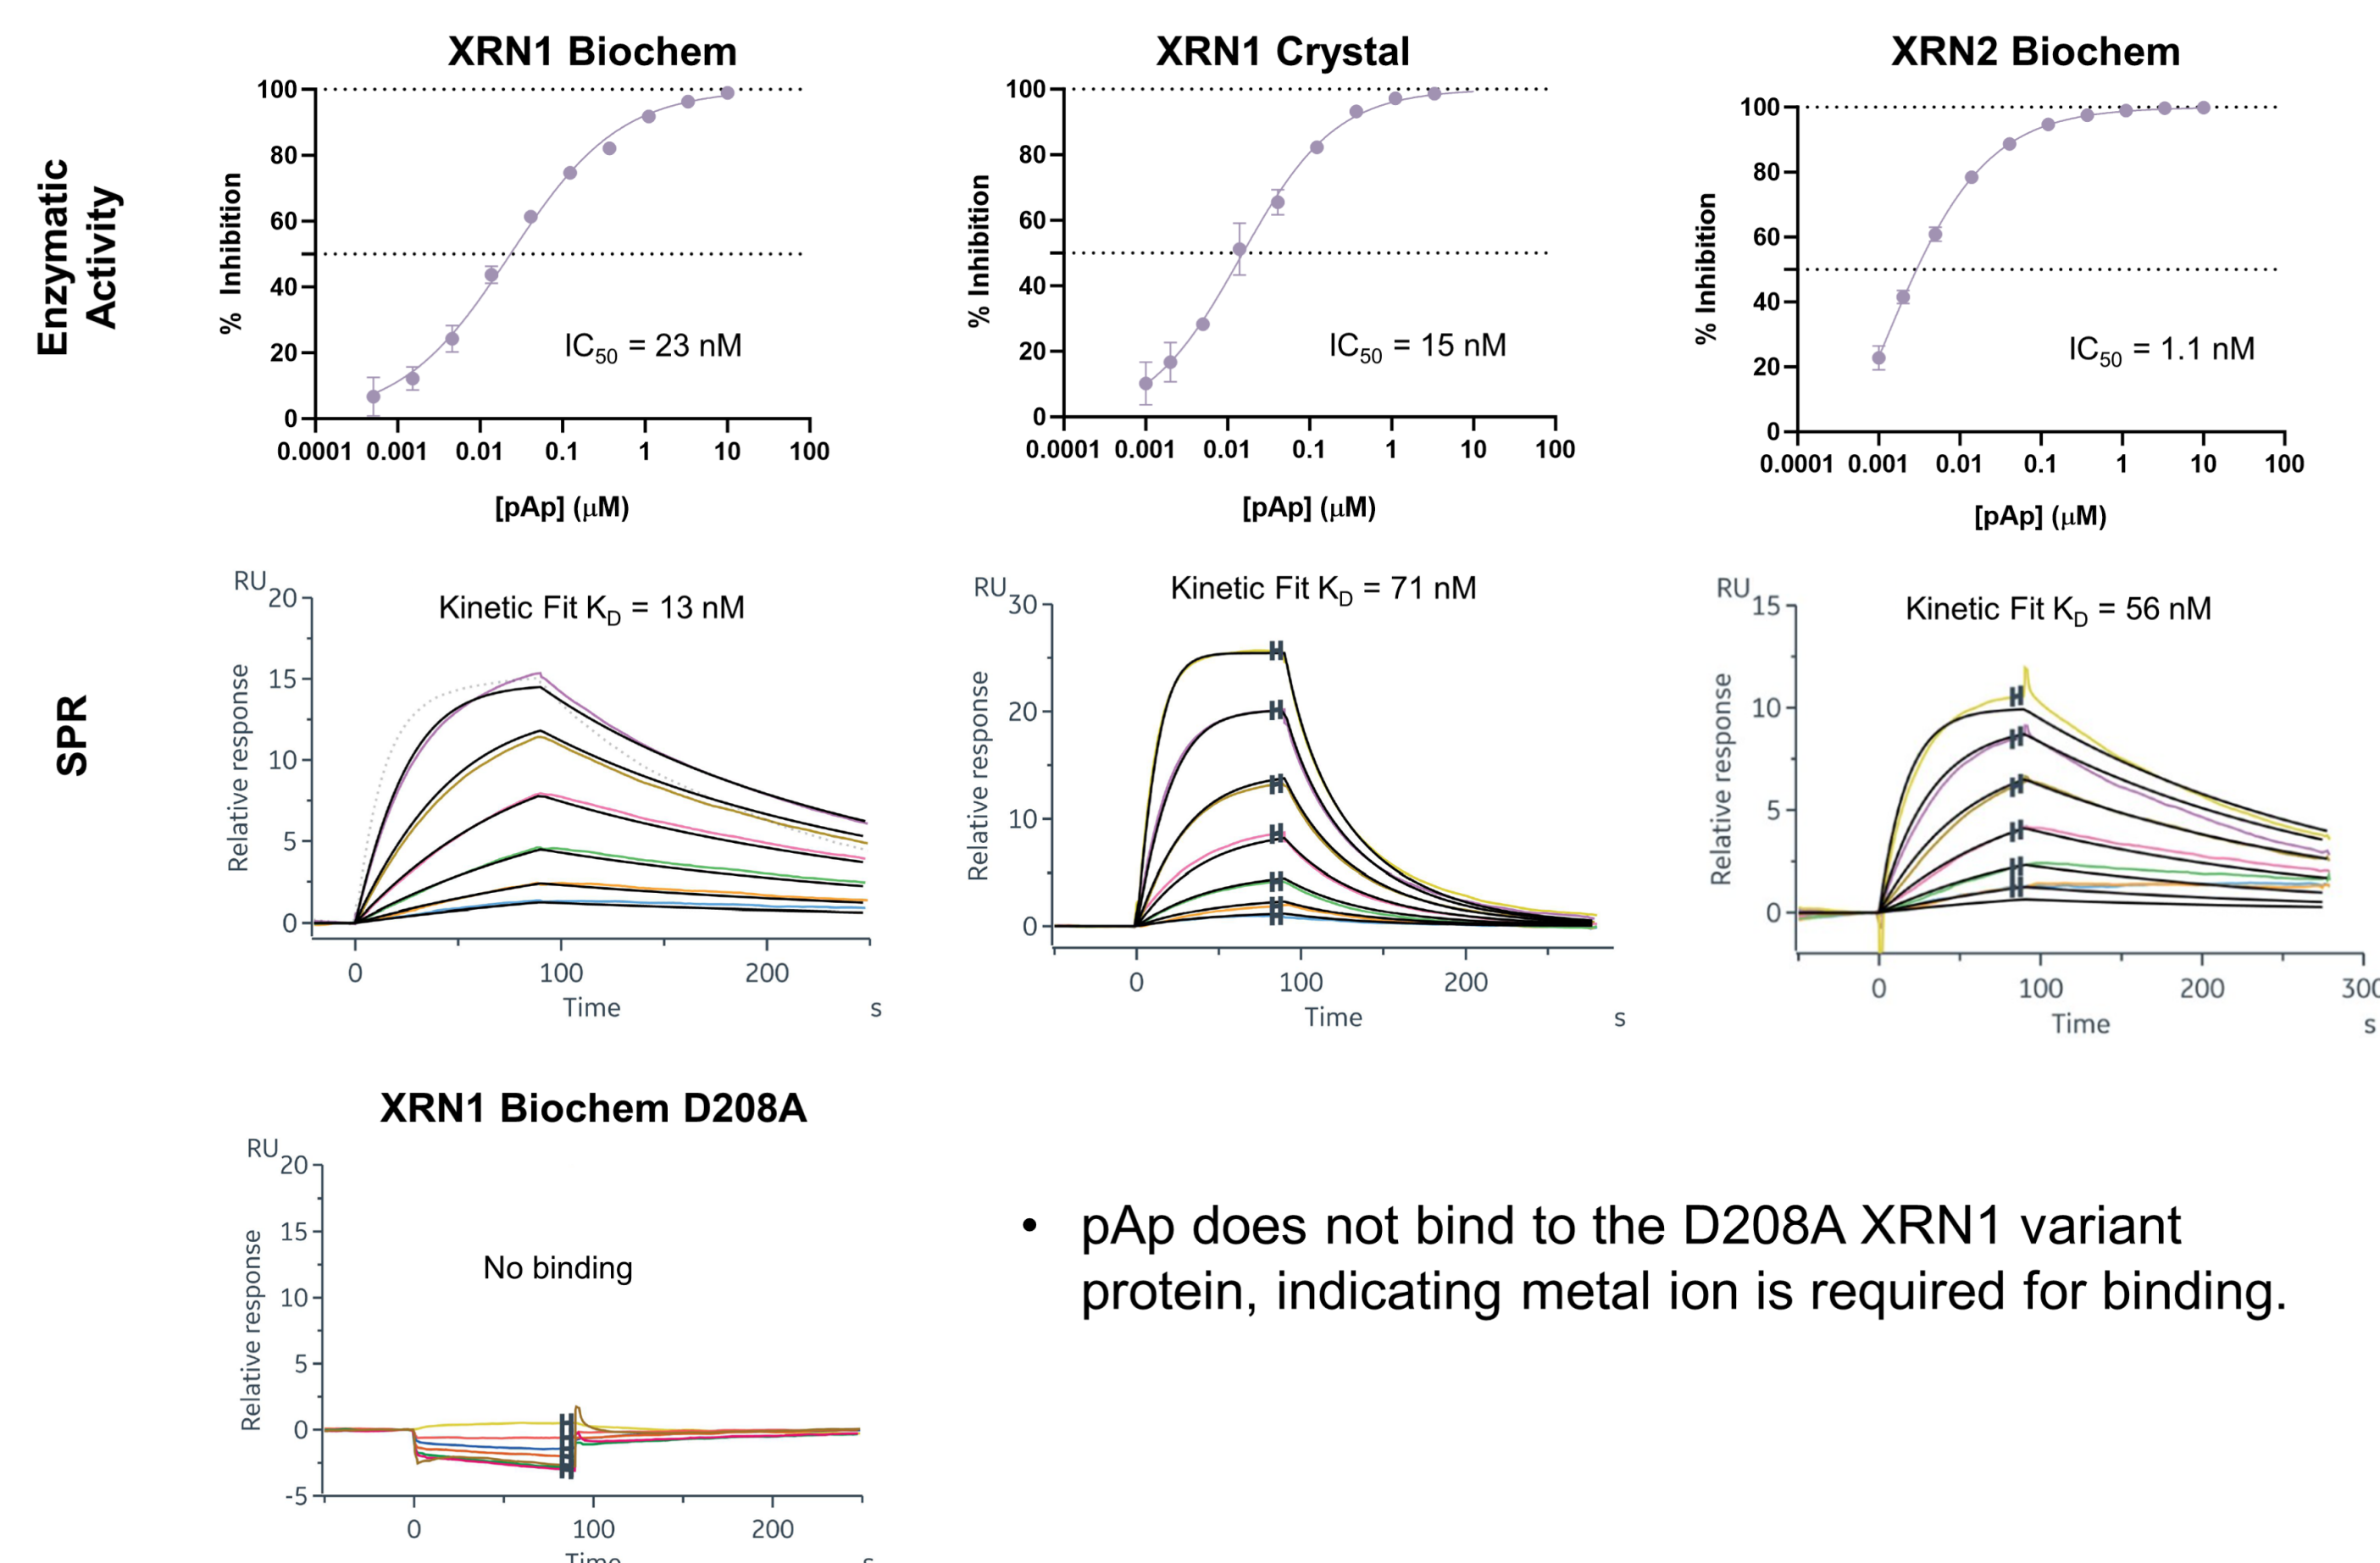 XRN1 Biochem
XRN1 Crystal
XRN2 Biochem
Enzymatic
Activity
% Inhibition
100
80
60
40
20
0
IC50 = 23 nM
0.0001 0.001 0.01 0.1 1 10 100
[pAp] (μM)
% Inhibition
100
80
60
40
20
0
IC50 = 15 nM
0.0001 0.001 0.01 0.1 1 10 100
[pAp] (μM)
% Inhibition
100
80
60
40
20
0
IC50 = 1.1 nM
0.0001 0.001 0.01 0.1 1 10 100
[pAp] (μM)
SPR
RU
Kinetic Fit KD = 13 nM
Relative response
20
15
10
5
0
0 100 200
Time s
RU
Kinetic Fit KD = 71 nM
Relative response
30
20
10
0
0 100 200
Time s
RU
Kinetic Fit KD = 56 nM
Relative response
15
10
5
0
0 100 200 300
Time s
XRN1 Biochem D208A
RU
No binding
Relative response
20
15
10
5
0
-5
0 100 200
Time s
• pAp does not bind to the D208A XRN1 variant
protein, indicating metal ion is required for binding.